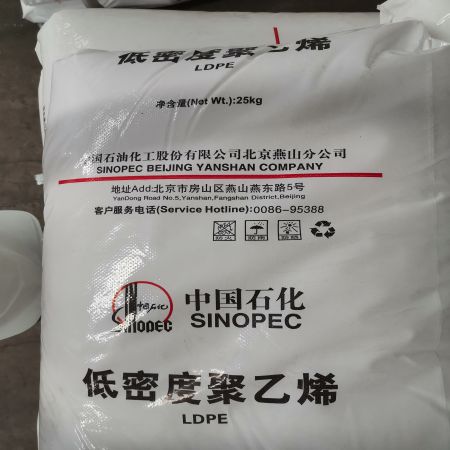 低密度聚乙烯
LDPE
净含量(Net Wt.):25kg
国石油化工股份有限公司北京燕山分公司
SINOPEC BEIJING YANSHAN COMPANY
地址Add:北京市房山区燕山燕东路5号
YanDong Road No.5,Yanshan,Fangshan District,Beijing
客户服务电话(Service Hotline):0086-95388
中国石化
SINOPEC
SINOPEC
低密度聚乙烯
LDPE